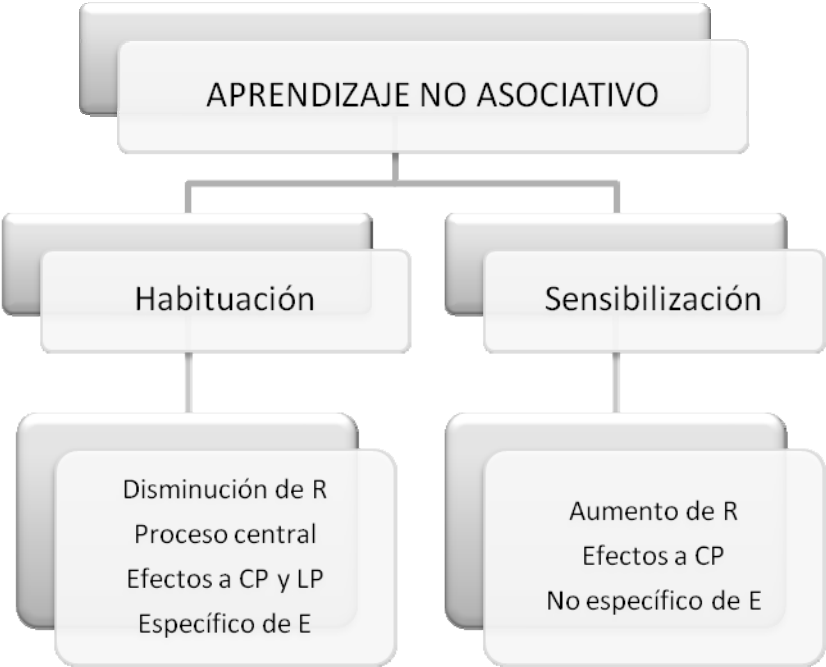 APRENDIZAJE NO ASOCIATIVO
Habituación
Sensibilización
Disminución de R
Proceso central
Efectos a CP y LP
Específico de E
Aumento de R
Efectos a CP
No específico de E